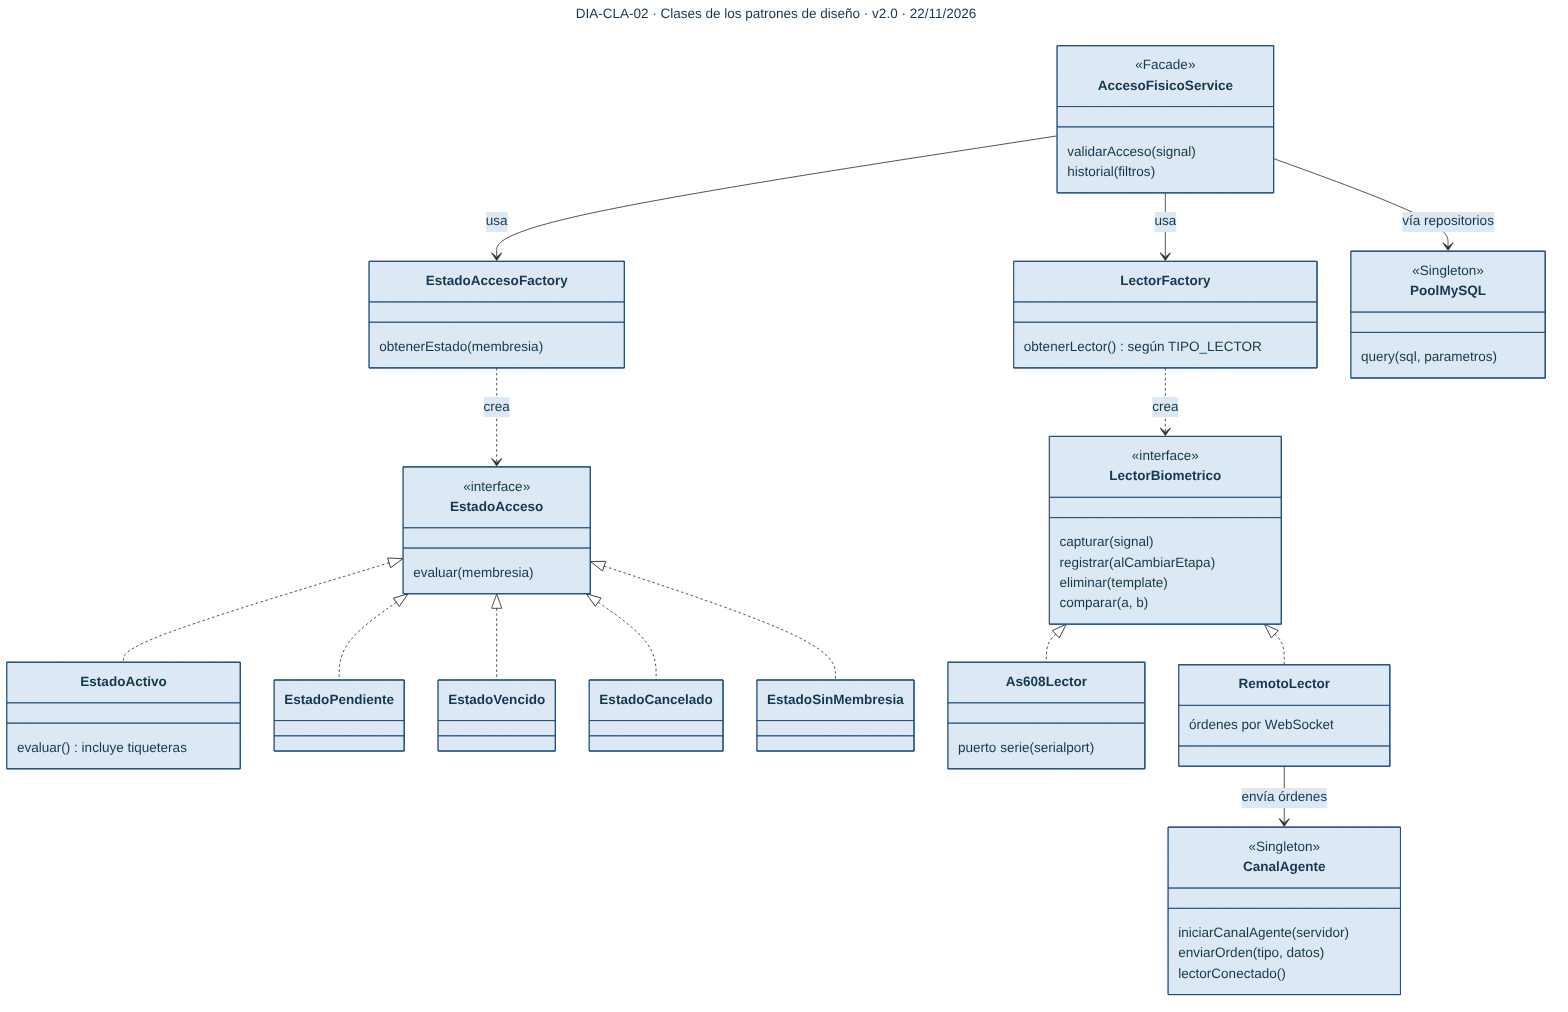 DIA-CLA-02 · Clases de los patrones de diseño · v2.0 · 22/11/2026
«Facade»
AccesoFisicoService
validarAcceso(signal)
historial(filtros)
usa
usa
vía repositorios
EstadoAccesoFactory
obtenerEstado(membresia)
LectorFactory
obtenerLector() : según TIPO_LECTOR
«Singleton»
PoolMySQL
query(sql, parametros)
crea
crea
«interface»
EstadoAcceso
evaluar(membresia)
«interface»
LectorBiometrico
capturar(signal)
registrar(alCambiarEtapa)
eliminar(template)
comparar(a, b)
EstadoActivo
evaluar() : incluye tiqueteras
EstadoPendiente
EstadoVencido
EstadoCancelado
EstadoSinMembresia
As608Lector
puerto serie(serialport)
RemotoLector
órdenes por WebSocket
envía órdenes
«Singleton»
CanalAgente
iniciarCanalAgente(servidor)
enviarOrden(tipo, datos)
lectorConectado()